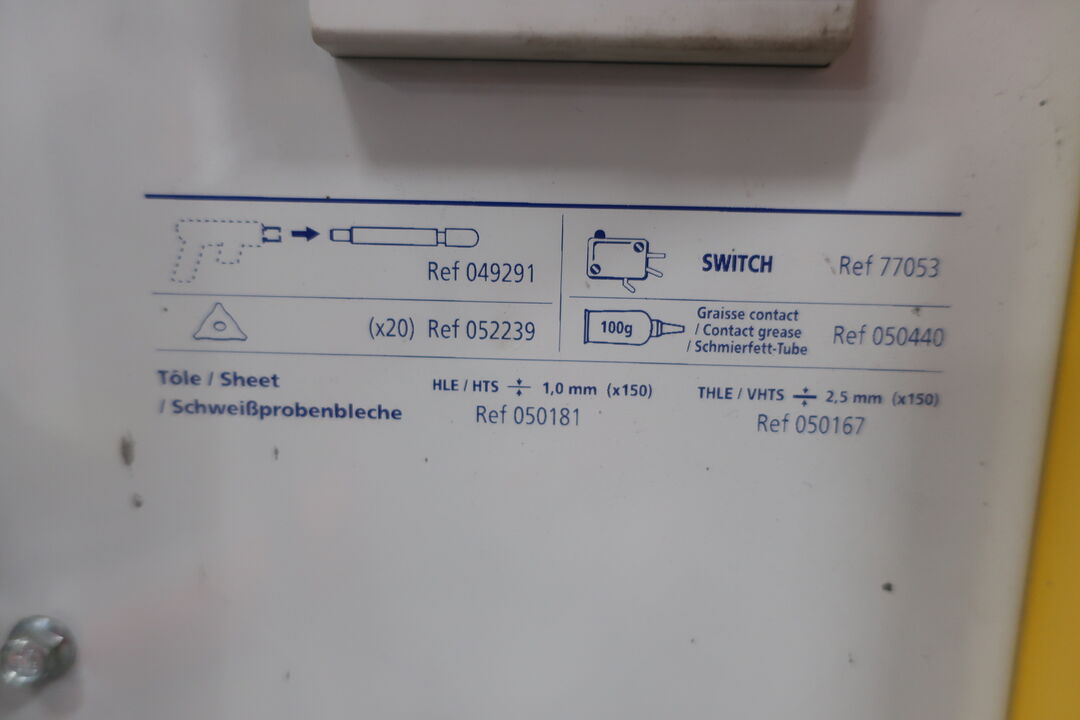 Ref 049291
SWITCH Ref 77053
(x20) Ref 052239
100g
Graisse contact
/ Contact grease
/ Schmierfett-Tube
Ref 050440
Tôle / Sheet
/ Schweißprobenbleche
HLE / HTS 1,0 mm (x150)
Ref 050181
THLE / VHTS 2,5 mm (x150)
Ref 050167